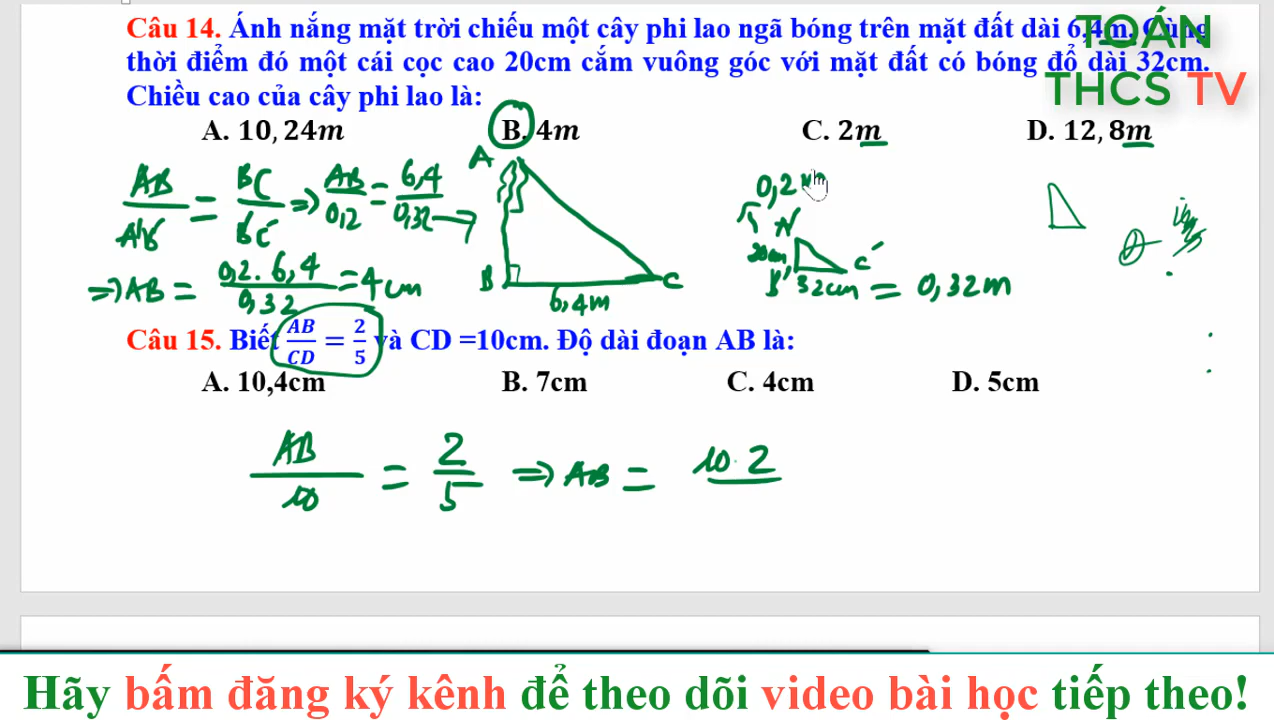 Câu 14. Ánh nắng mặt trời chiếu một cây phi lao ngã bóng trên mặt đất dài 6,4m. Cùng
TOÁN
thời điểm đó một cái cọc cao 20cm cắm vuông góc với mặt đất có bóng đổ dài 32cm.
THCS TV
Chiều cao của cây phi lao là:
A. 10,24m B. 4m C. 2m D. 12,8m
AB/A'B' = BC/B'C' => AB/0,2 = 6,4/0,32
A
0,2m
=> AB = 0,2. 6,4/0,32 = 4 cm
B 6,4m C
20cm B' 32cm C' = 0,32m
Câu 15. Biết AB/CD = 2/5 và CD =10cm. Độ dài đoạn AB là:
A. 10,4cm B. 7cm C. 4cm D. 5cm
AB/10 = 2/5 => AB = 10.2
Hãy bấm đăng ký kênh để theo dõi video bài học tiếp theo!